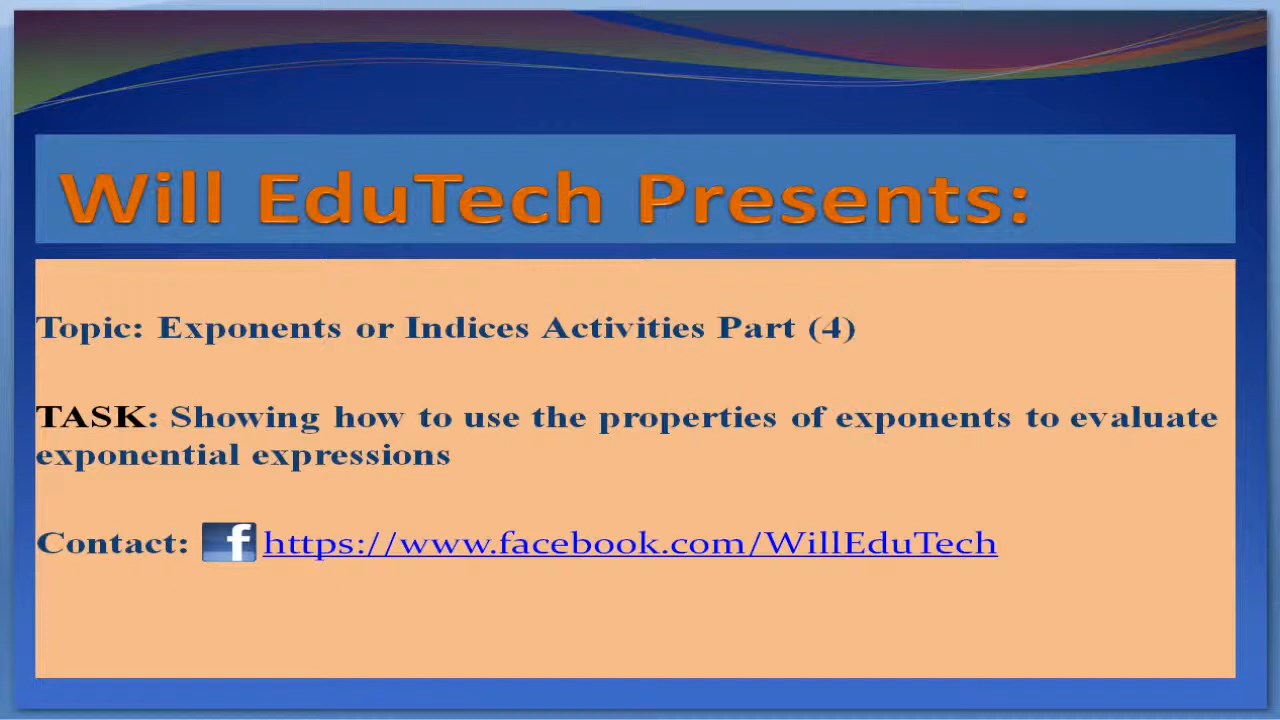 Will EduTech Presents:
Topic: Exponents or Indices Activities Part (4)
TASK: Showing how to use the properties of exponents to evaluate
exponential expressions
Contact: f https://www.facebook.com/WillEduTech